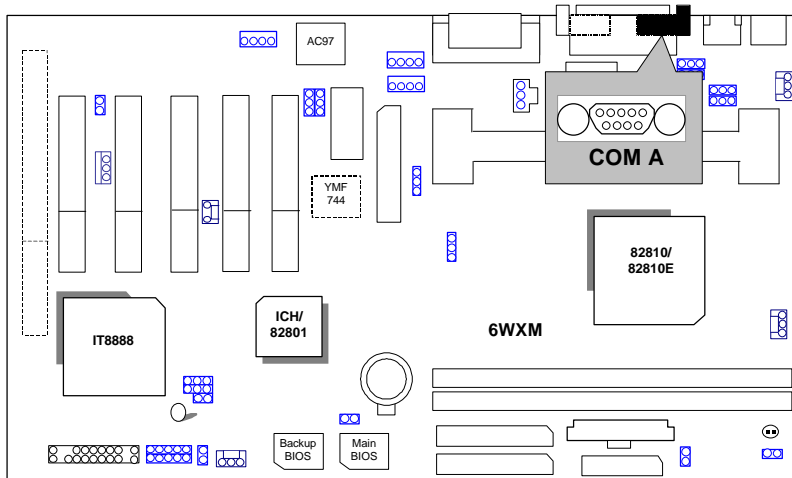 AC97
COM A
YMF
744
82810/
82810E
ICH/
82801
6WXM
IT8888
Backup
BIOS
Main
BIOS